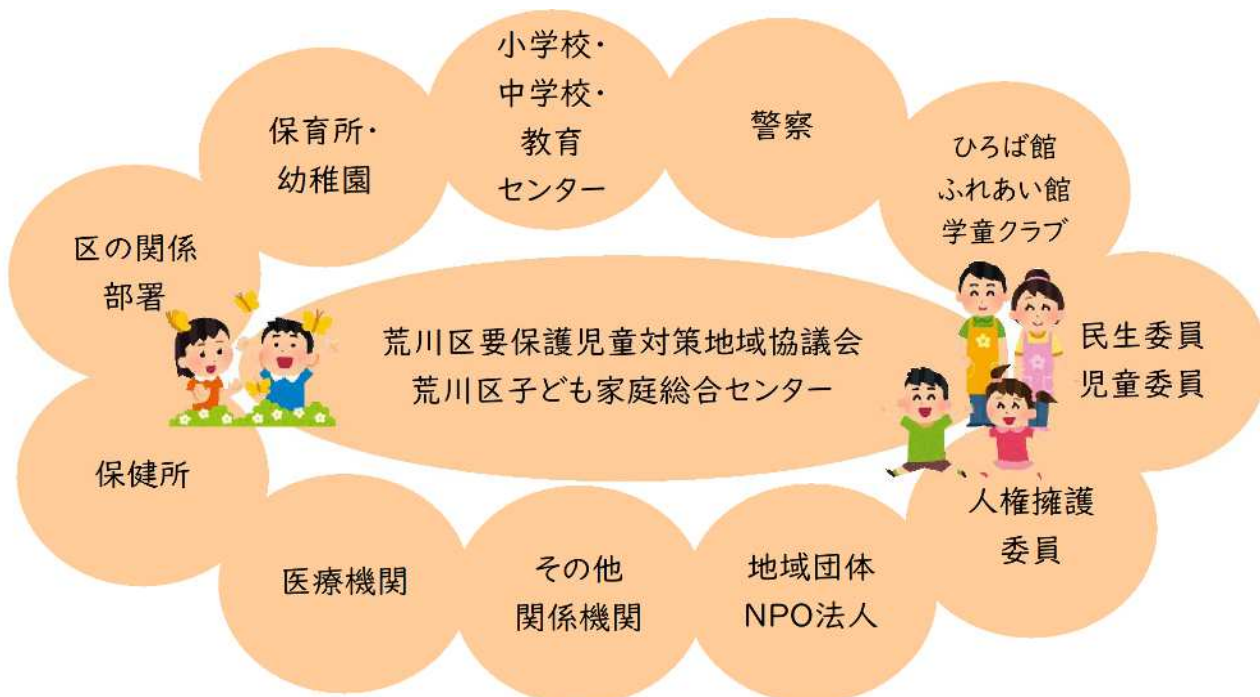 小学校・
中学校・
教育
センター
警察
保育所・
幼稚園
ひろば館
ふれあい館
学童クラブ
区の関係
部署
荒川区要保護児童対策地域協議会
荒川区子ども家庭総合センター
民生委員
児童委員
保健所
人権擁護
委員
医療機関
その他
関係機関
地域団体
NPO法人